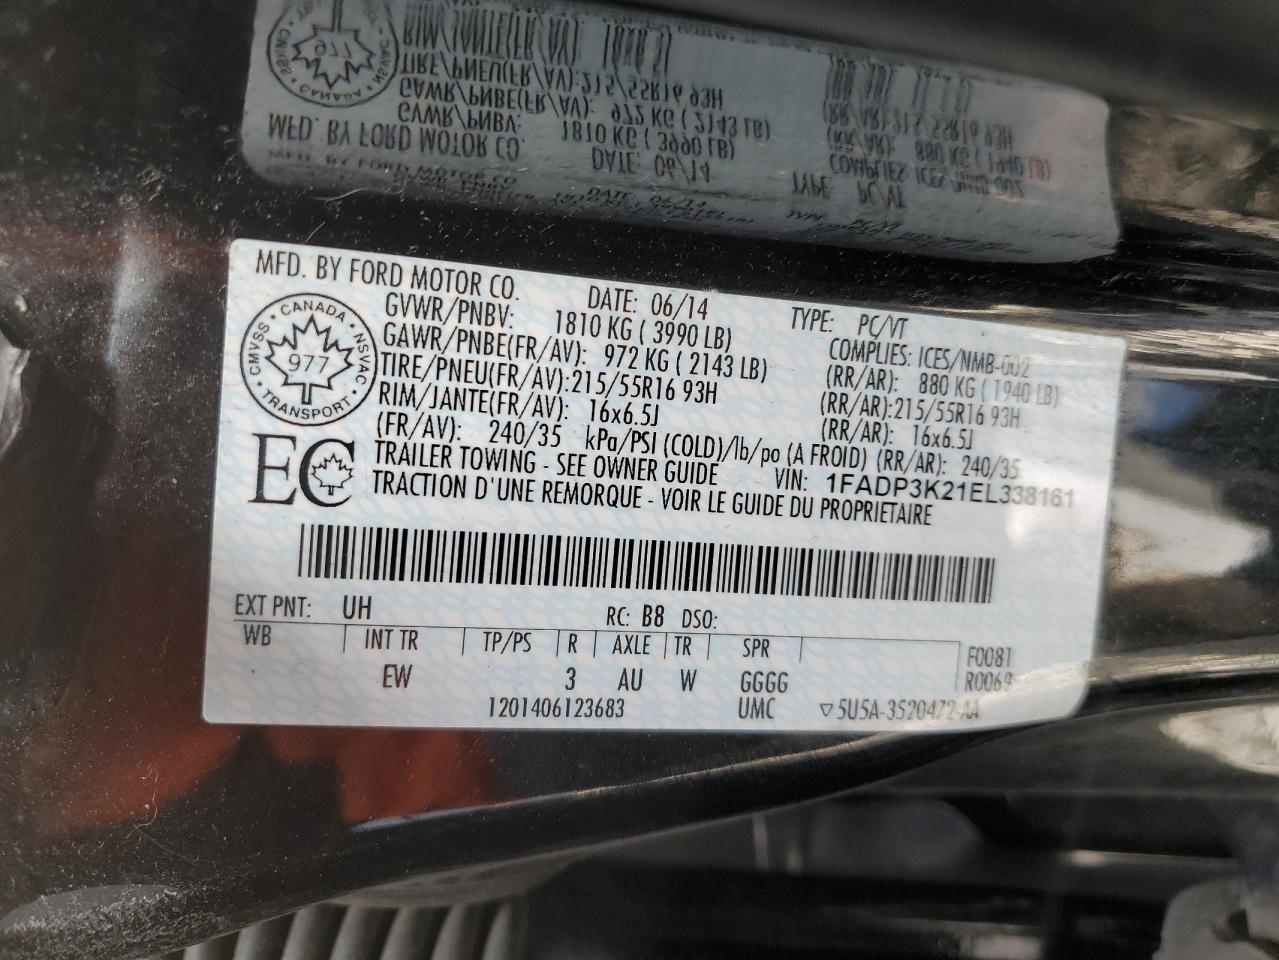 MFD. BY FORD MOTOR CO. DATE: 06/14 TYPE: PC/VT
GVWR/PNBV: 1810 KG ( 3990 LB) COMPLIES: ICES/NMB-002
GAWR/PNBE(FR/AV): 972 KG ( 2143 LB) (RR/AR): 880 KG ( 1940 LB)
TIRE/PNEU(FR/AV):215/55R16 93H (RR/AR):215/55R16 93H
RIM/JANTE(FR/AV): 16x6.5J (RR/AR): 16x6.5J
(FR/AV): 240/35 kPa/PSI (COLD)/lb/po (A FROID) (RR/AR): 240/35
TRAILER TOWING - SEE OWNER GUIDE VIN: 1FADP3K21EL338161
TRACTION D'UNE REMORQUE - VOIR LE GUIDE DU PROPRIETAIRE
CANADA
CMVSS 977 NSVAC
TRANSPORT
EC
EXT PNT: UH RC: B8 DSO:
WB INT TR TP/PS R AXLE TR SPR F0081
EW 3 AU W GGGG R0069
1201406123683 UMC ▽5U5A-3520472-AA